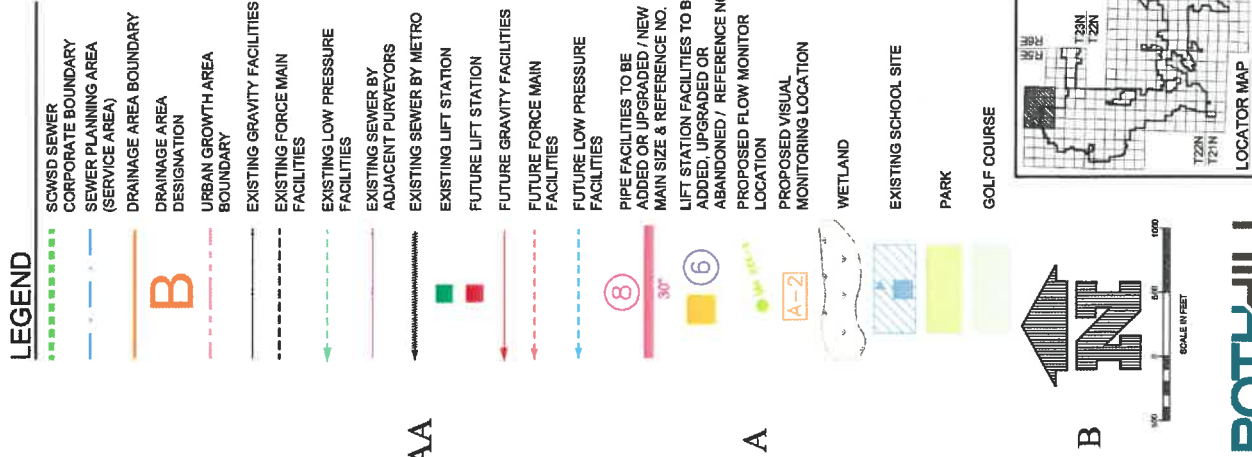 LEGEND
SCWSD SEWER
CORPORATE BOUNDARY
SEWER PLANNING AREA
(SERVICE AREA)
DRAINAGE AREA BOUNDARY
B
DRAINAGE AREA
DESIGNATION
URBAN GROWTH AREA
BOUNDARY
EXISTING GRAVITY FACILITIES
EXISTING FORCE MAIN
FACILITIES
EXISTING LOW PRESSURE
FACILITIES
EXISTING SEWER BY
ADJACENT PURVEYORS
EXISTING SEWER BY METRO
EXISTING LIFT STATION
FUTURE LIFT STATION
FUTURE GRAVITY FACILITIES
FUTURE FORCE MAIN
FACILITIES
FUTURE LOW PRESSURE
FACILITIES
8
30"
PIPE FACILITIES TO BE
ADDED OR UPGRADED / NEW
MAIN SIZE & REFERENCE NO.
6
LIFT STATION FACILITIES TO B
ADDED, UPGRADED OR
ABANDONED / REFERENCE NO
PROPOSED FLOW MONITOR
LOCATION
A-2
PROPOSED VISUAL
MONITORING LOCATION
WETLAND
EXISTING SCHOOL SITE
PARK
GOLF COURSE
AA
A
B
N
500
0
500
1000
SCALE IN FEET
R5E
R6E
T23N
T22N
T22N
T21N
LOCATOR MAP
ROTH HILL